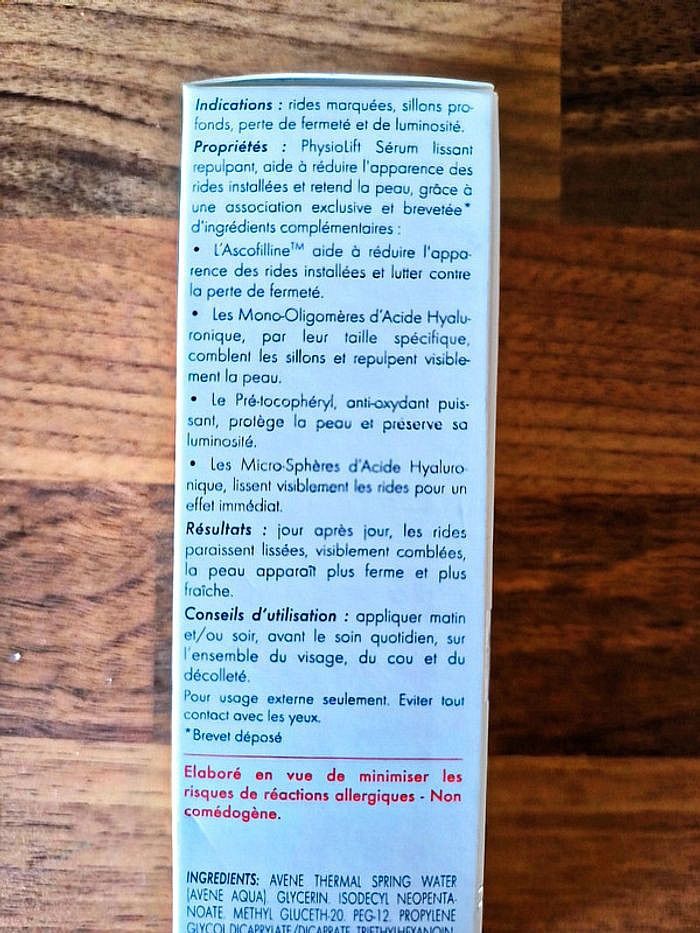 Indications : rides marquées, sillons pro-
fonds, perte de fermeté et de luminosité.
Propriétés : PhysioLift Sérum lissant
repulpant, aide à réduire l'apparence des
rides installées et retend la peau, grâce à
une association exclusive et brevetée*
d'ingrédients complémentaires :
• L'Ascofilline™ aide à réduire l'appa-
rence des rides installées et lutter contre
la perte de fermeté.
• Les Mono-Oligomères d'Acide Hyalu-
ronique, par leur taille spécifique,
comblent les sillons et repulpent visible-
ment la peau.
• Le Pré-tocophéryl, anti-oxydant puis-
sant, protège la peau et préserve sa
luminosité.
• Les Micro-Sphères d'Acide Hyaluro
nique, lissent visiblement les rides pour un
effet immédiat.
Résultats : jour après jour, les rides
paraissent lissées, visiblement comblées,
la peau apparaît plus ferme et plus
fraîche.
Conseils d'utilisation : appliquer matin
et/ou soir, avant le soin quotidien, sur
l'ensemble du visage, du cou et du
décolleté.
Pour usage externe seulement. Eviter tout
contact avec les yeux.
*Brevet déposé
Elaboré en vue de minimiser les
risques de réactions allergiques - Non
comédogène.
INGREDIENTS: AVENE THERMAL SPRING WATER
(AVENE AQUA). GLYCERIN. ISODECYL NEOPENTA-
NOATE. METHYL GLUCETH-20. PEG-12. PROPYLENE
GLYCOL DICAPRYLATE/DICAPRATE. TRIETHYLHEXANOIN.